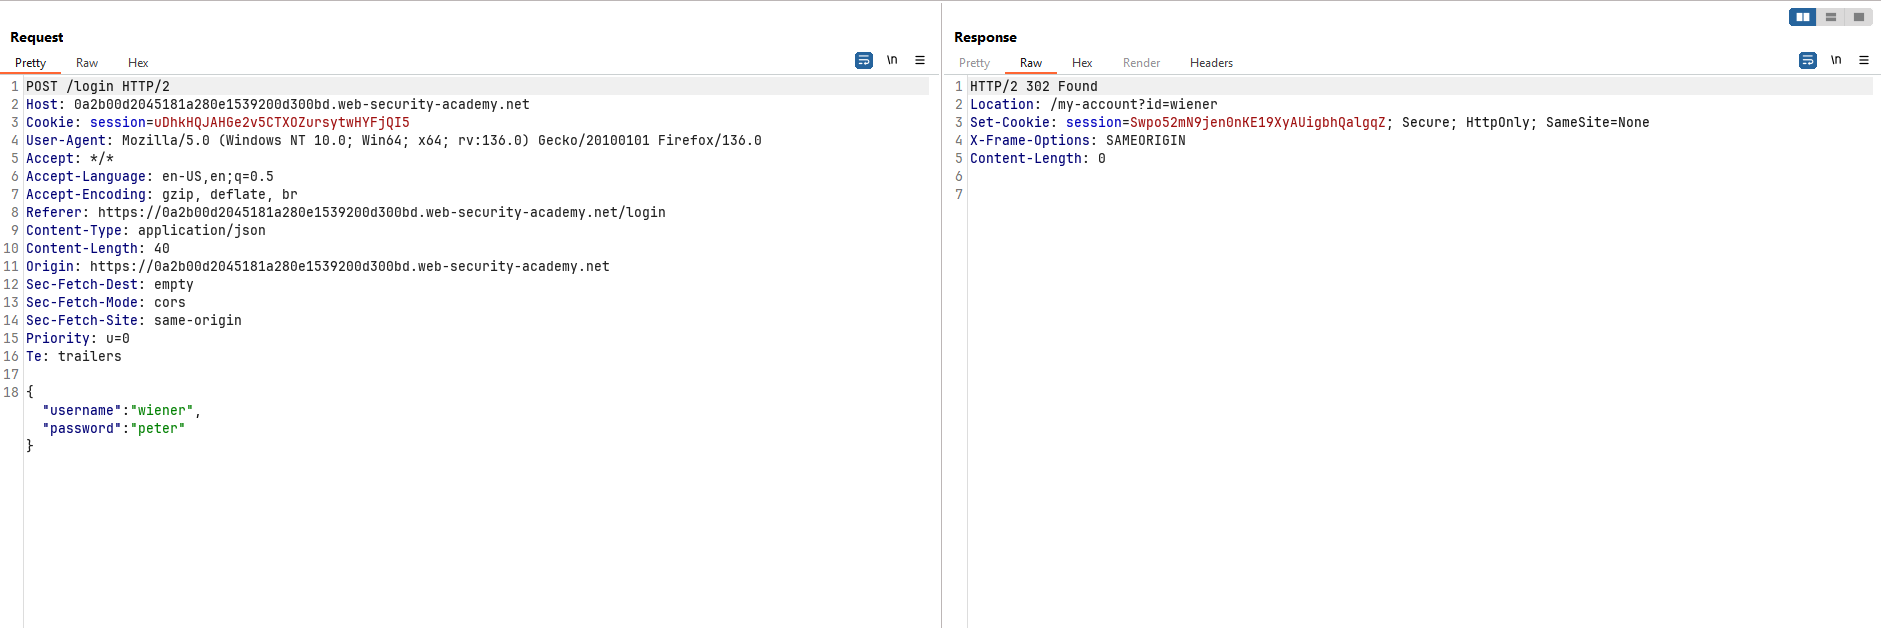 Request
Pretty Raw Hex \n
1 POST /login HTTP/2
2 Host: 0a2b00d2045181a280e1539200d300bd.web-security-academy.net
3 Cookie: session=uDhkHQJAHGe2v5CTXOZursytwHYFjQI5
4 User-Agent: Mozilla/5.0 (Windows NT 10.0; Win64; x64; rv:136.0) Gecko/20100101 Firefox/136.0
5 Accept: */*
6 Accept-Language: en-US,en;q=0.5
7 Accept-Encoding: gzip, deflate, br
8 Referer: https://0a2b00d2045181a280e1539200d300bd.web-security-academy.net/login
9 Content-Type: application/json
10 Content-Length: 40
11 Origin: https://0a2b00d2045181a280e1539200d300bd.web-security-academy.net
12 Sec-Fetch-Dest: empty
13 Sec-Fetch-Mode: cors
14 Sec-Fetch-Site: same-origin
15 Priority: u=0
16 Te: trailers
17
18 {
"username":"wiener",
"password":"peter"
}
Response
Pretty Raw Hex Render Headers \n
1 HTTP/2 302 Found
2 Location: /my-account?id=wiener
3 Set-Cookie: session=Swpo52mN9jen0nKE19XyAUigbhQalgqZ; Secure; HttpOnly; SameSite=None
4 X-Frame-Options: SAMEORIGIN
5 Content-Length: 0
6
7